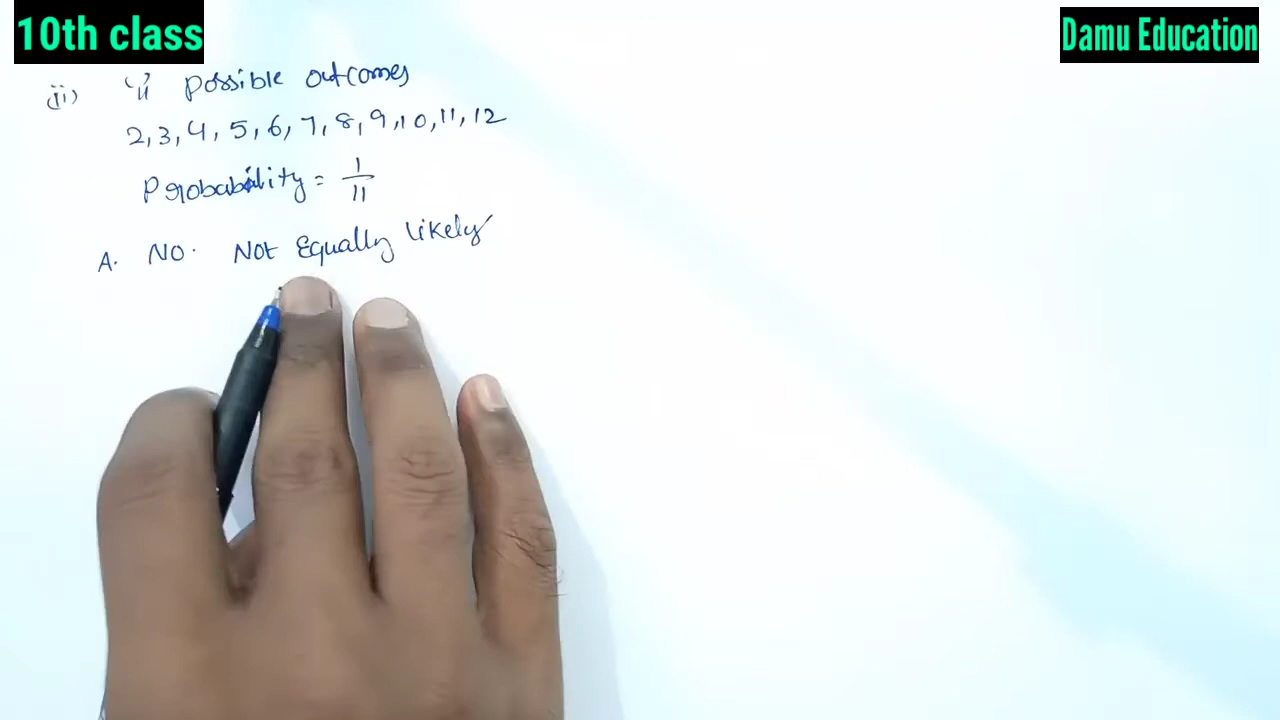 10th class
Damu Education
(ii) "11 possible outcomes
2, 3, 4, 5, 6, 7, 8, 9, 10, 11, 12
Probability = 1/11
A. No. Not Equally likely